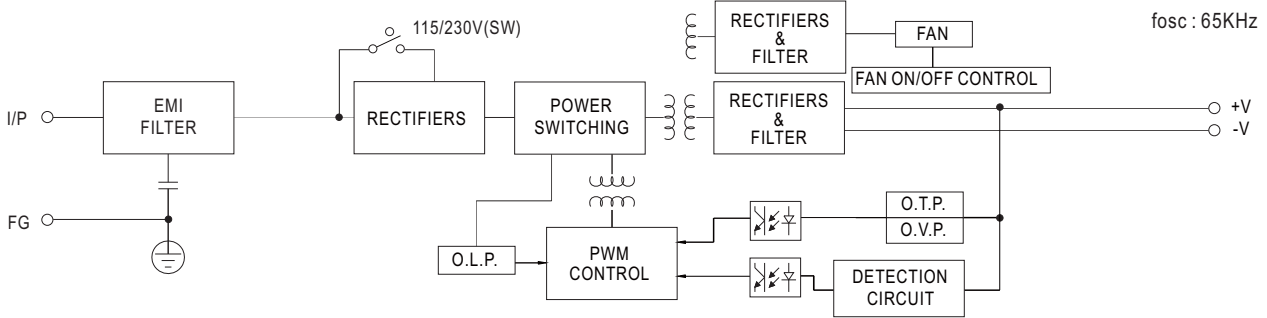 115/230V(SW)
RECTIFIERS
&
FILTER
FAN
FAN ON/OFF CONTROL
fosc : 65KHz
I/P
EMI
FILTER
RECTIFIERS
POWER
SWITCHING
RECTIFIERS
&
FILTER
+V
-V
FG
O.L.P.
PWM
CONTROL
O.T.P.
O.V.P.
DETECTION
CIRCUIT